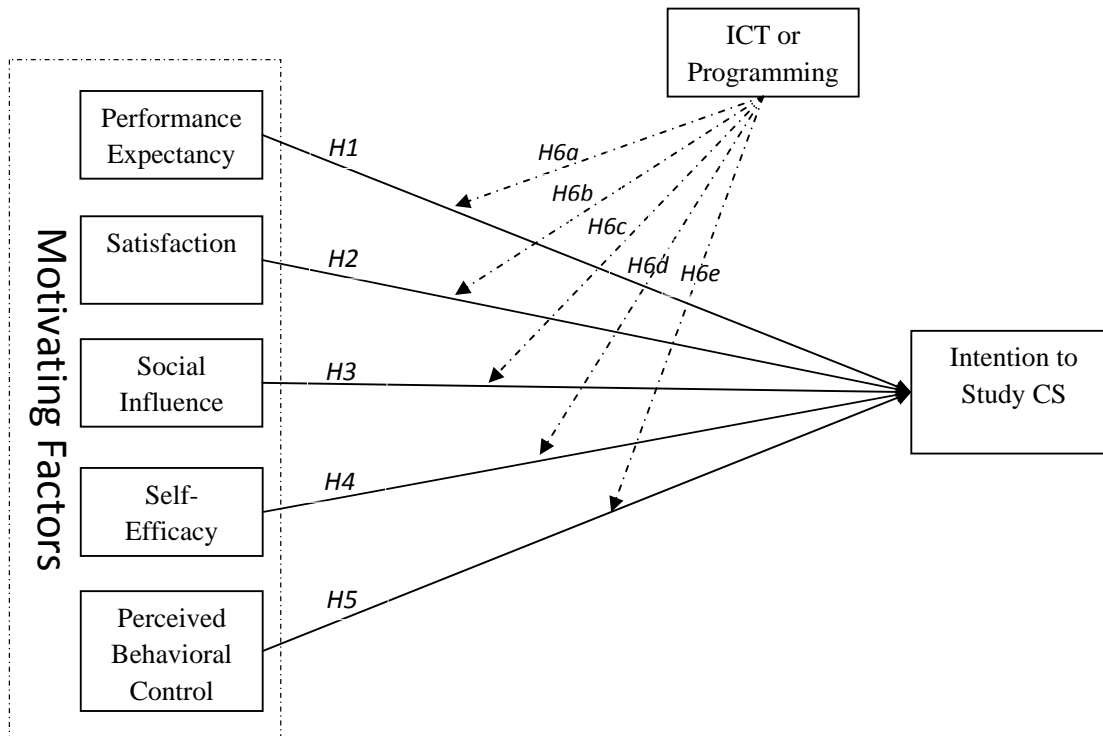 ICT or
Programming
Motivating Factors
Performance
Expectancy
Satisfaction
Social
Influence
Self-
Efficacy
Perceived
Behavioral
Control
H1
H2
H3
H4
H5
H6a
H6b
H6c
H6d
H6e
Intention to
Study CS